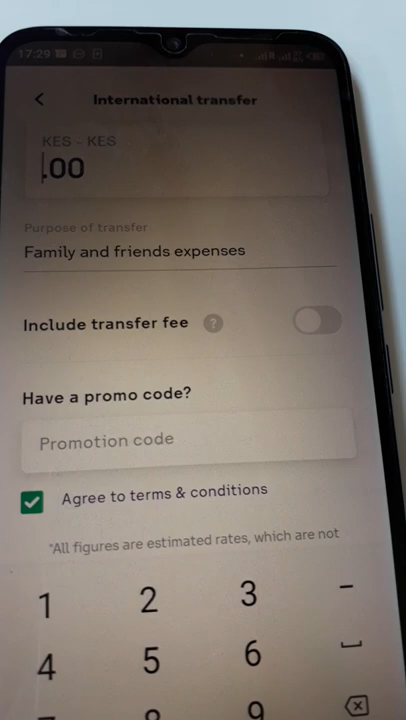 17:29
International transfer
KES - KES
.00
Purpose of transfer
Family and friends expenses
Include transfer fee ?
Have a promo code?
Promotion code
Agree to terms & conditions
*All figures are estimated rates, which are not
1 2 3 -
4 5 6
9